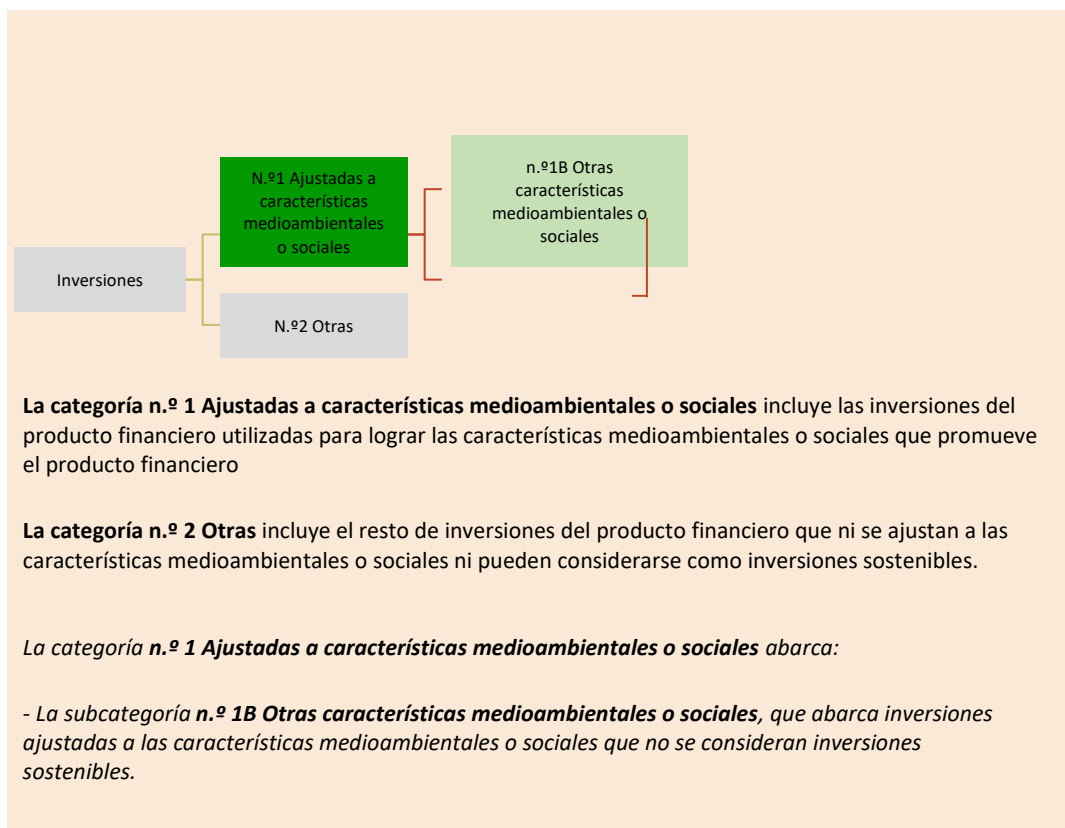 Inversiones
N.º1 Ajustadas a
características
medioambientales
o sociales
N.º2 Otras
n.º1B Otras
características
medioambientales o
sociales
La categoría n.º 1 Ajustadas a características medioambientales o sociales incluye las inversiones del
producto financiero utilizadas para lograr las características medioambientales o sociales que promueve
el producto financiero
La categoría n.º 2 Otras incluye el resto de inversiones del producto financiero que ni se ajustan a las
características medioambientales o sociales ni pueden considerarse como inversiones sostenibles.
La categoría n.º 1 Ajustadas a características medioambientales o sociales abarca:
- La subcategoría n.º 1B Otras características medioambientales o sociales, que abarca inversiones
ajustadas a las características medioambientales o sociales que no se consideran inversiones
sostenibles.